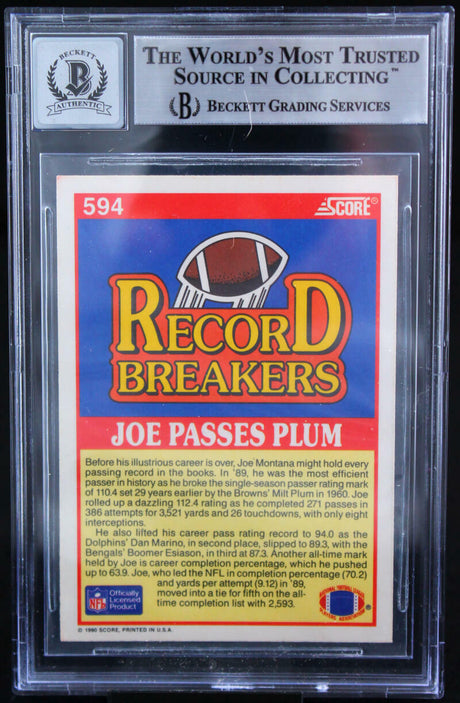 BECKETT
B
AUTHENTIC
THE WORLD'S MOST TRUSTED
SOURCE IN COLLECTING™
B BECKETT GRADING SERVICES
594 SCORE®
RECORD
BREAKERS
JOE PASSES PLUM
Before his illustrious career is over, Joe Montana might hold every
passing record in the books. In '89, he was the most efficient
passer in history as he broke the single-season passer rating mark
of 110.4 set 29 years earlier by the Browns' Milt Plum in 1960. Joe
rolled up a dazzling 112.4 rating as he completed 271 passes in
386 attempts for 3,521 yards and 26 touchdowns, with only eight
interceptions.
He also lifted his career pass rating record to 94.0 as the
Dolphins' Dan Marino, in second place, slipped to 89.3, with the
Bengals' Boomer Esiason, in third at 87.3. Another all-time mark
held by Joe is career completion percentage, which he pushed
up to 63.9. Joe, who led the NFL in completion percentage (70.2)
and yards per attempt (9.12) in '89,
moved into a tie for fifth on the all-
time completion list with 2,593.
NFL
Officially
Licensed
Product
© 1990 SCORE, PRINTED IN U.S.A.